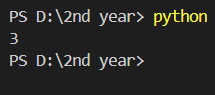 PS D:\2nd year> python
3
PS D:\2nd year>